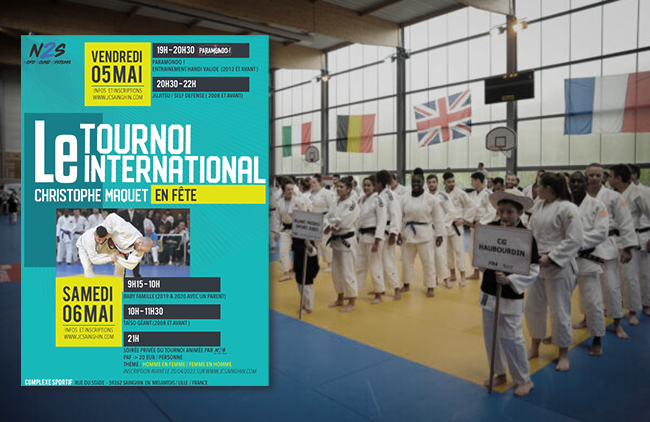 N2S
VENDREDI
05 MAI
INFOS ET INSCRIPTIONS
WWW.JCSAINGHIN.COM
19H - 20H30 PARAMONDO !
PARAMONDO !
ENTRAINEMENT HANDI VALIDE (2012 ET AVANT)
20H30 - 22H
JUJITSU / SELF DEFENSE ( 2008 ET AVANT)
Le TOURNOI
INTERNATIONAL
CHRISTOPHE MAQUET EN FÊTE
SAMEDI
06 MAI
INFOS ET INSCRIPTIONS
WWW.JCSAINGHIN.COM
9H15 - 10H
BABY FAMILLE (2019 & 2020 AVEC UN PARENT)
10H - 11H30
TAÏSO GÉANT (2008 ET AVANT )
21H
SOIRÉE PRIVÉE DU TOURNOI ANIMÉE PAR N2S
PAF -> 20 EUR / PERSONNE
THÈME : HOMME EN FEMME / FEMME EN HOMME
INSCRIPTION AVANT LE 20/04/2023 SUR WWW.JCSAINGHIN.COM
COMPLEXE SPORTIF RUE DU STADE - 59262 SAINGHIN EN MELANTOIS / LILLE / FRANCE
CG
HAUBOURDIN